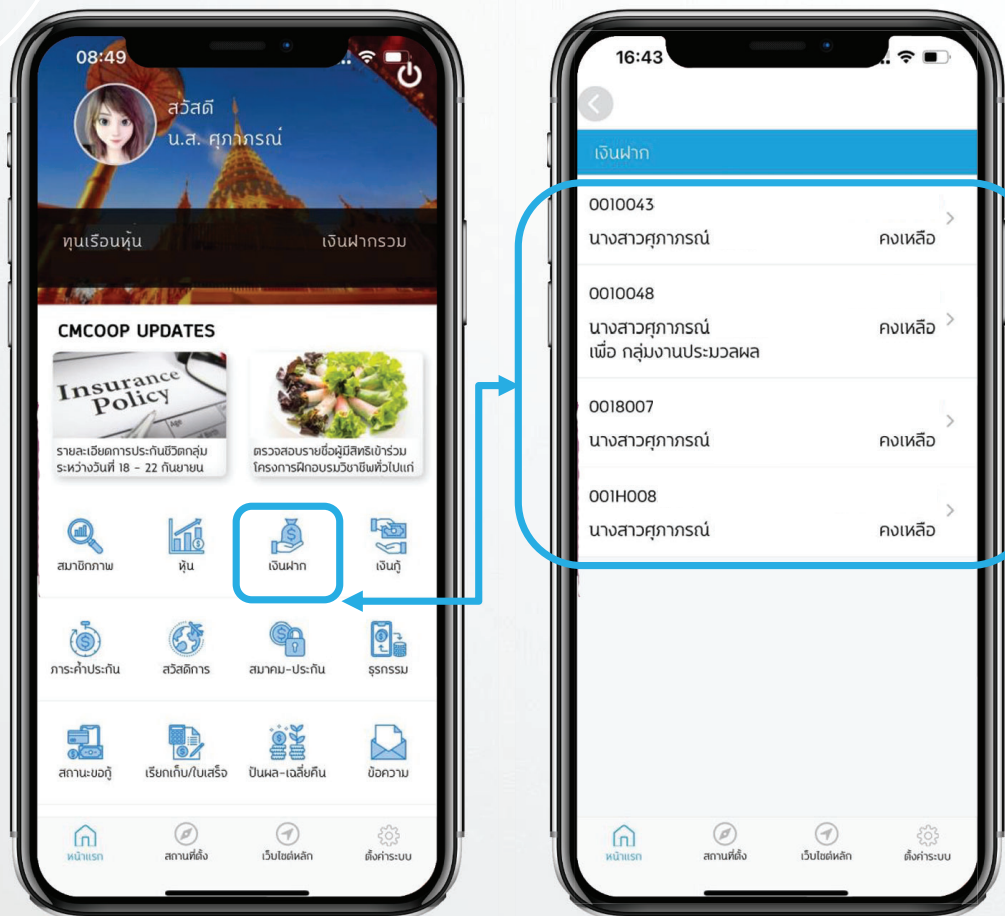 08:49
สวัสดี
น.ส. ศุภาภรณ์
ทุนเรือนหุ้น เงินฝากรวม
CMCOOP UPDATES
Insurance
Policy
รายละเอียดการประกันชีวิตกลุ่ม
ระหว่างวันที่ 18 - 22 กันยายน
ตรวจสอบรายชื่อผู้มีสิทธิเข้าร่วม
โครงการฝึกอบรมวิชาชีพทั่วไปแก่
สมาชิกภาพ หุ้น เงินฝาก เงินกู้
ภาระค้ำประกัน สวัสดิการ สมาคม-ประกัน ธุรกรรม
สถานะขอกู้ เรียกเก็บ/ใบเสร็จ ปันผล-เฉลี่ยคืน ข้อความ
หน้าแรก สถานที่ตั้ง เว็บไซต์หลัก ตั้งค่าระบบ
16:43
เงินฝาก
0010043
นางสาวศุภาภรณ์ คงเหลือ
0010048
นางสาวศุภาภรณ์ คงเหลือ
เพื่อ กลุ่มงานประมวลผล
0018007
นางสาวศุภาภรณ์ คงเหลือ
001H008
นางสาวศุภาภรณ์ คงเหลือ
หน้าแรก สถานที่ตั้ง เว็บไซต์หลัก ตั้งค่าระบบ